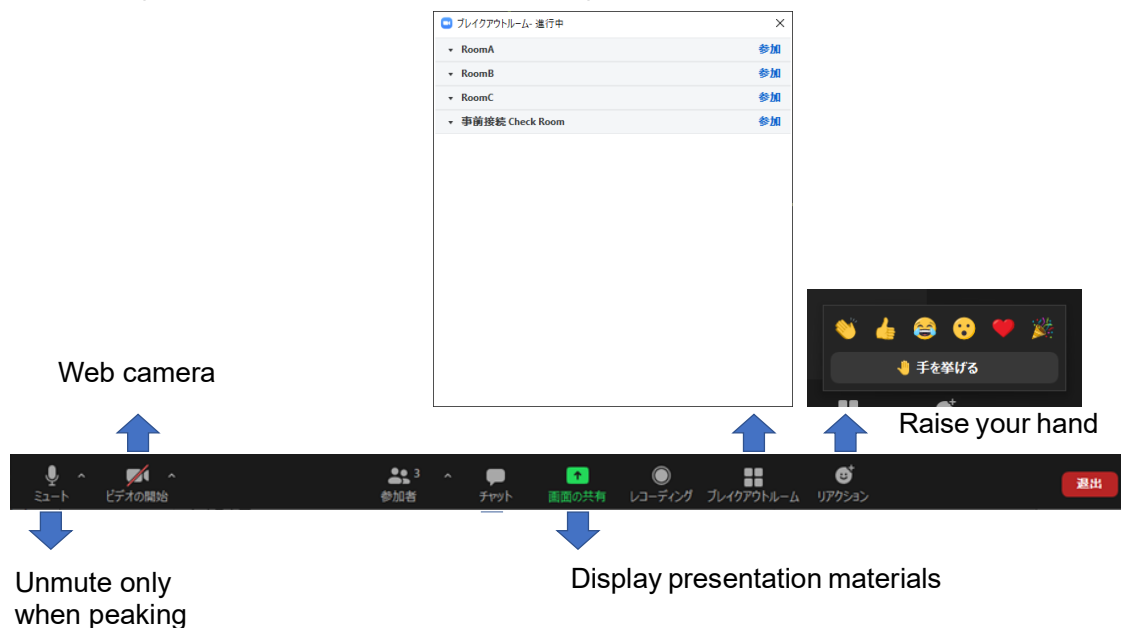 ブレイクアウトルーム- 進行中
RoomA 参加
RoomB 参加
RoomC 参加
事前接続 Check Room 参加
手を挙げる
Web camera
Raise your hand
ミュート ビデオの開始 参加者 3 チャット 画面の共有 レコーディング ブレイクアウトルーム リアクション 退出
Unmute only
when peaking
Display presentation materials